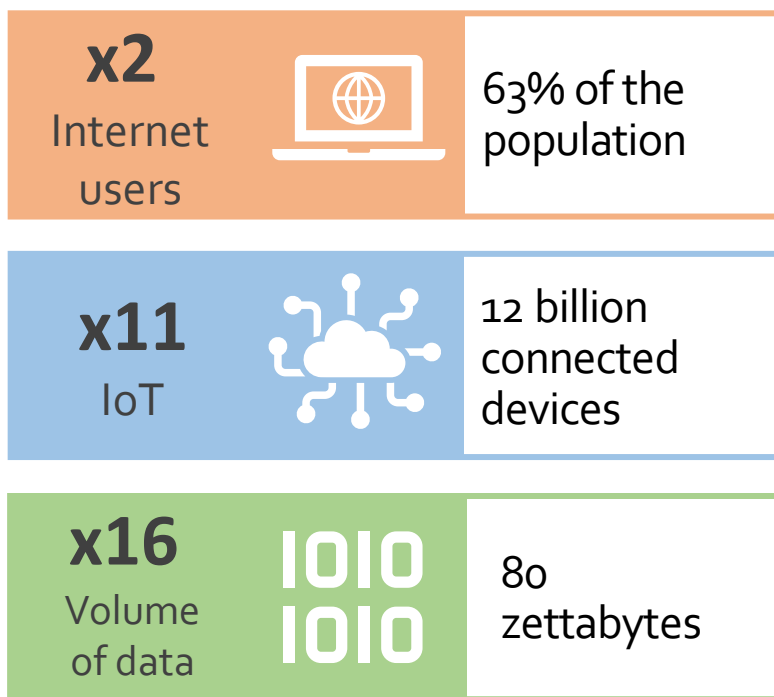 x2
Internet
users
63% of the
population
x11
IoT
12 billion
connected
devices
x16
Volume
of data
1010
1010
80
zettabytes